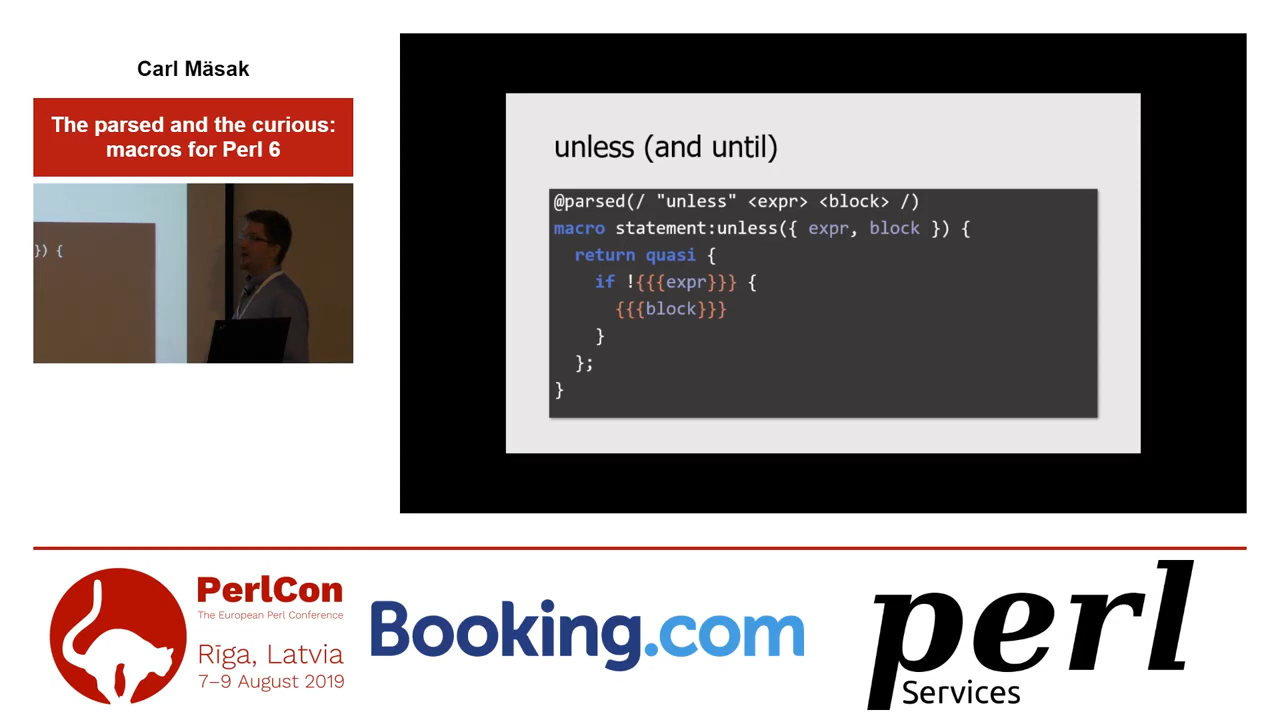 Carl Mäsak
The parsed and the curious:
macros for Perl 6
}) {
unless (and until)
@parsed(/ "unless" <expr> <block> /)
macro statement:unless({ expr, block }) {
return quasi {
if !{{{expr}}} {
{{{block}}}
}
};
}
PerlCon
The European Perl Conference
Rīga, Latvia
7–9 August 2019
Booking.com
perl
Services